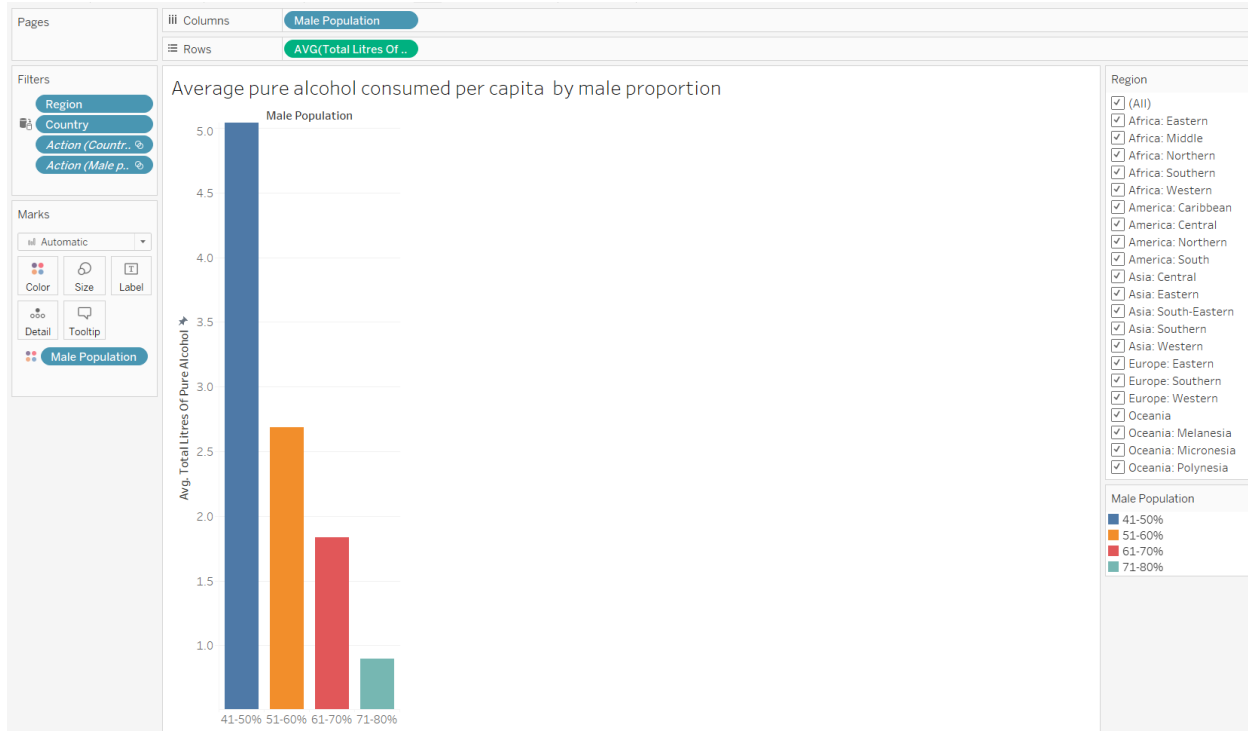 Pages
Columns
Male Population
Rows
AVG(Total Litres Of ..
Filters
Region
Country
Action (Countr..
Action (Male p..
Marks
Automatic
Color
Size
Label
Detail
Tooltip
Male Population
Average pure alcohol consumed per capita by male proportion
Male Population
Avg. Total Litres Of Pure Alcohol
5.0
4.5
4.0
3.5
3.0
2.5
2.0
1.5
1.0
41-50% 51-60% 61-70% 71-80%
Region
(All)
Africa: Eastern
Africa: Middle
Africa: Northern
Africa: Southern
Africa: Western
America: Caribbean
America: Central
America: Northern
America: South
Asia: Central
Asia: Eastern
Asia: South-Eastern
Asia: Southern
Asia: Western
Europe: Eastern
Europe: Southern
Europe: Western
Oceania
Oceania: Melanesia
Oceania: Micronesia
Oceania: Polynesia
Male Population
41-50%
51-60%
61-70%
71-80%